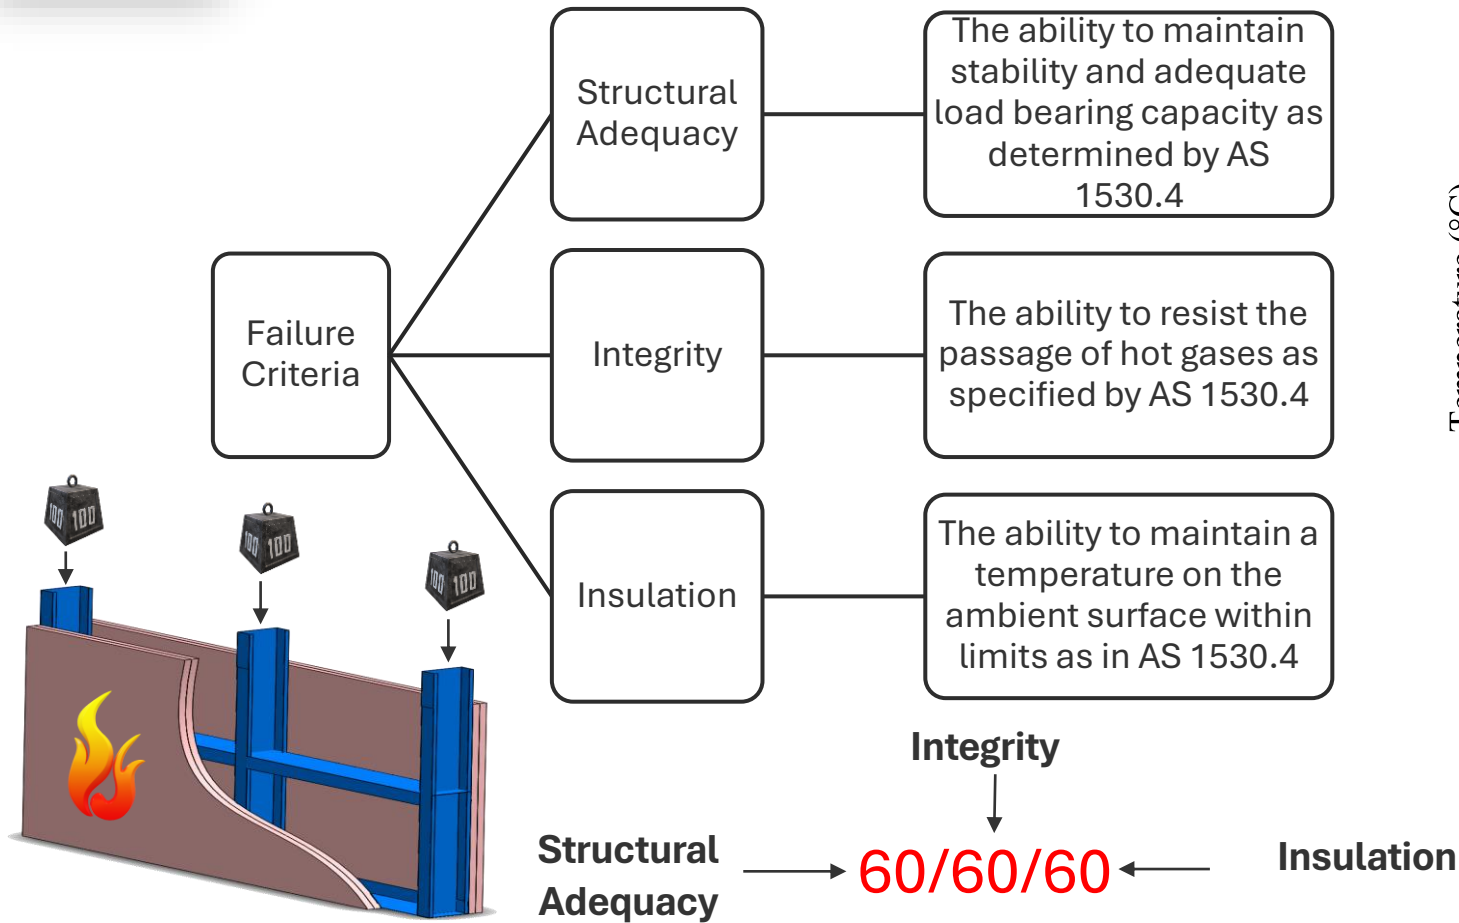 Structural
Adequacy
The ability to maintain
stability and adequate
load bearing capacity as
determined by AS
1530.4
Temperature (°C)
Failure
Criteria
Integrity
The ability to resist the
passage of hot gases as
specified by AS 1530.4
Insulation
The ability to maintain a
temperature on the
ambient surface within
limits as in AS 1530.4
100 100
100 100
100 100
Integrity
Structural
Adequacy
60/60/60
Insulation